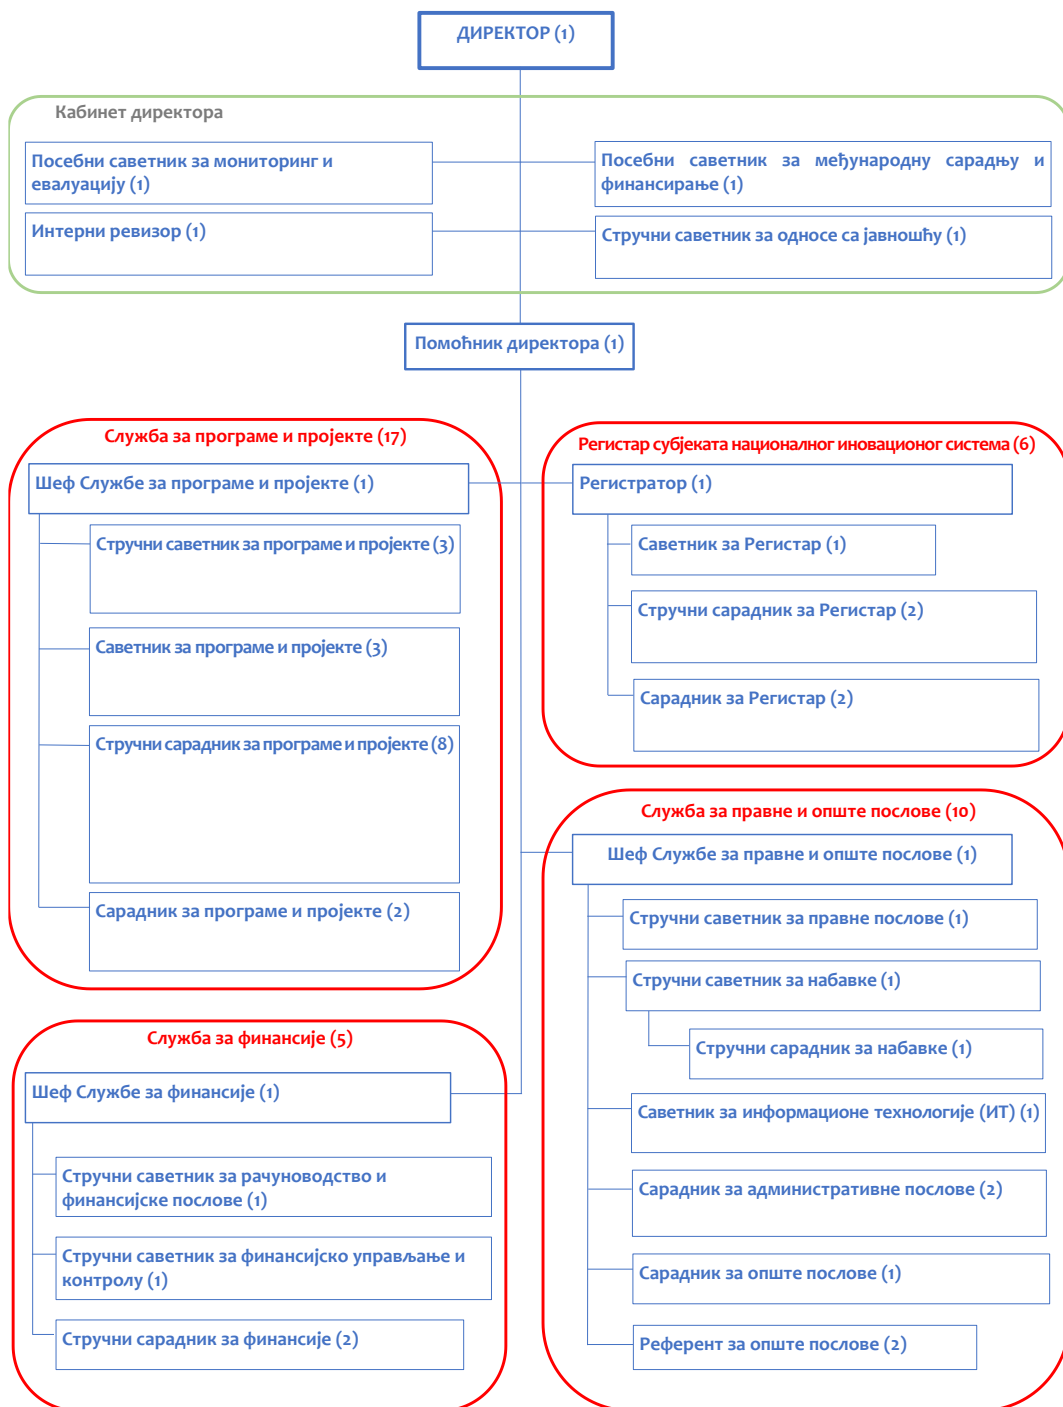 ДИРЕКТОР (1)
Кабинет директора
Посебни саветник за мониторинг и
евалуацију (1)
Посебни саветник за међународну сарадњу и
финансирање (1)
Интерни ревизор (1)
Стручни саветник за односе са јавношћу (1)
Помоћник директора (1)
Служба за програме и пројекте (17)
Шеф Службе за програме и пројекте (1)
Стручни саветник за програме и пројекте (3)
Саветник за програме и пројекте (3)
Стручни сарадник за програме и пројекте (8)
Сарадник за програме и пројекте (2)
Регистар субјеката националног иновационог система (6)
Регистратор (1)
Саветник за Регистар (1)
Стручни сарадник за Регистар (2)
Сарадник за Регистар (2)
Служба за правне и опште послове (10)
Шеф Службе за правне и опште послове (1)
Стручни саветник за правне послове (1)
Стручни саветник за набавке (1)
Стручни сарадник за набавке (1)
Саветник за информационе технологије (ИТ) (1)
Сарадник за административне послове (2)
Сарадник за опште послове (1)
Референт за опште послове (2)
Служба за финансије (5)
Шеф Службе за финансије (1)
Стручни саветник за рачуноводство и
финансијске послове (1)
Стручни саветник за финансијско управљање и
контролу (1)
Стручни сарадник за финансије (2)